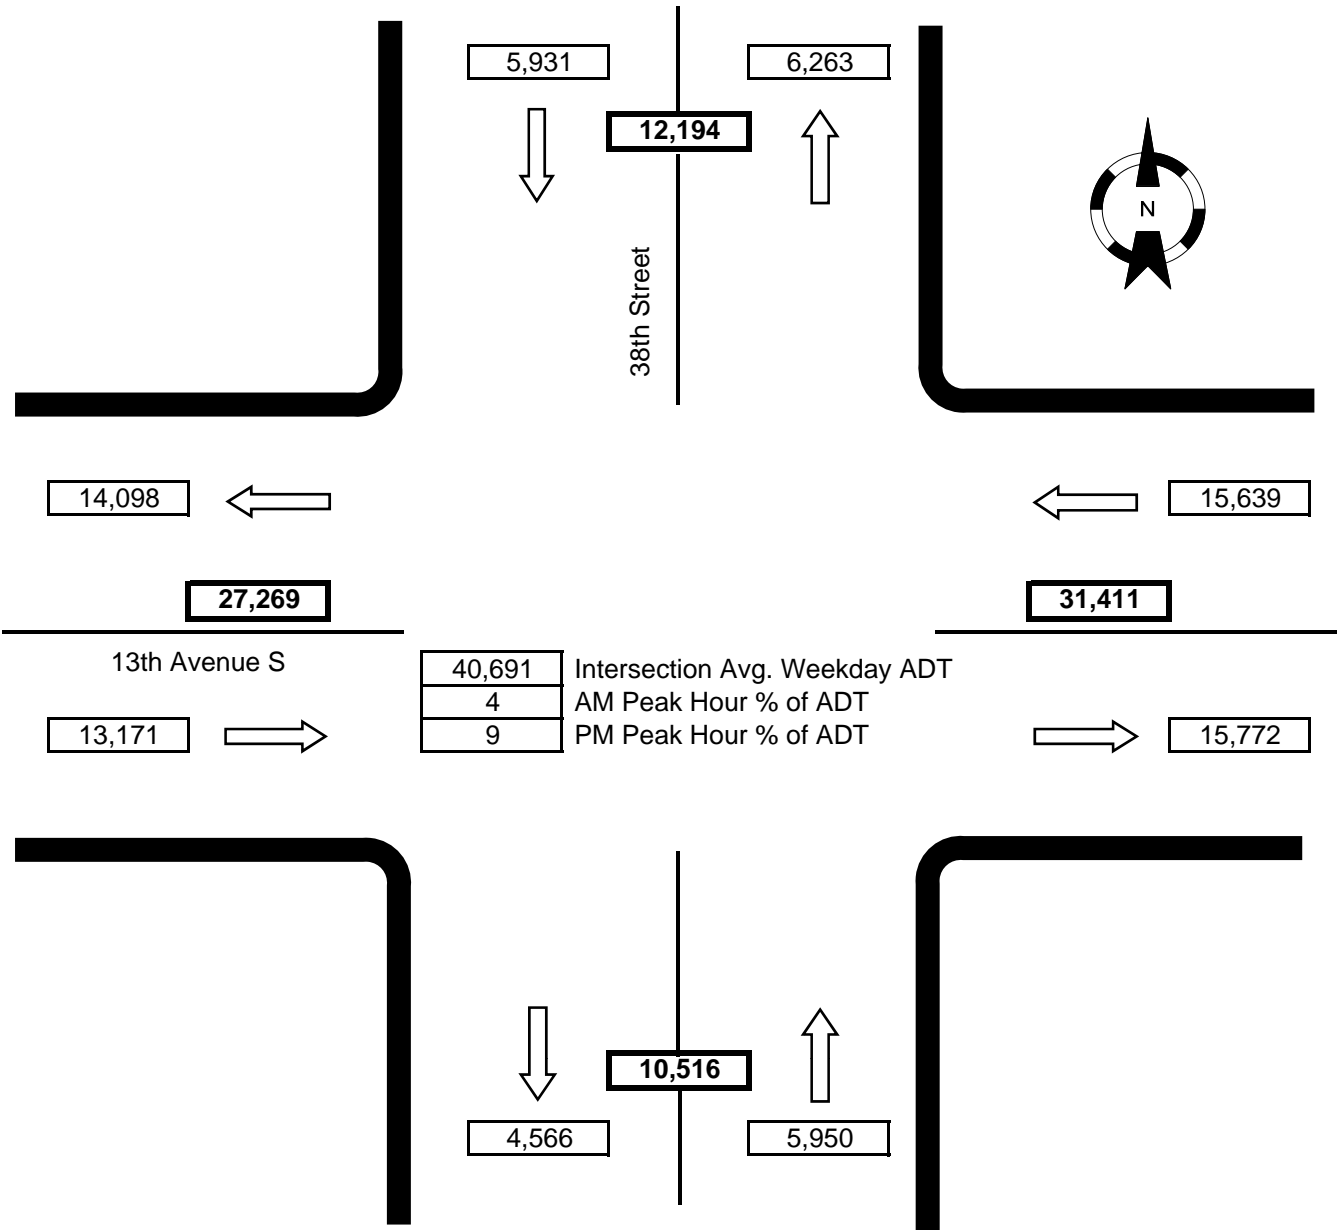 5,931
6,263
12,194
N
38th Street
14,098
15,639
27,269
31,411
13th Avenue S
40,691 Intersection Avg. Weekday ADT
4 AM Peak Hour % of ADT
9 PM Peak Hour % of ADT
13,171
15,772
10,516
4,566
5,950